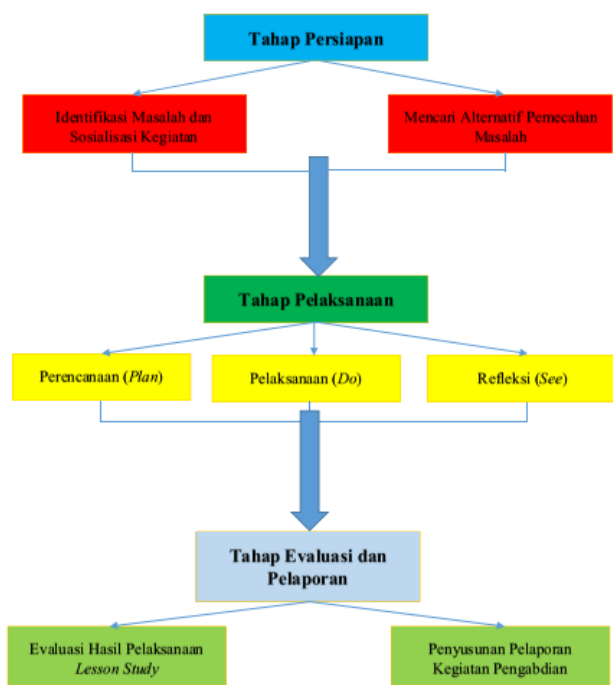 Tahap Persiapan
Identifikasi Masalah dan
Sosialisasi Kegiatan
Mencari Alternatif Pemecahan
Masalah
Tahap Pelaksanaan
Perencanaan (Plan)
Pelaksanaan (Do)
Refleksi (See)
Tahap Evaluasi dan
Pelaporan
Evaluasi Hasil Pelaksanaan
Lesson Study
Penyusunan Pelaporan
Kegiatan Pengabdian